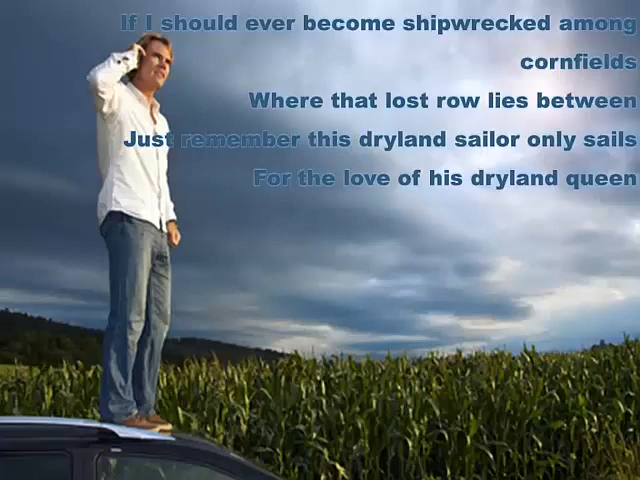 If I should ever become shipwrecked among
cornfields
Where that lost row lies between
Just remember this dryland sailor only sails
For the love of his dryland queen